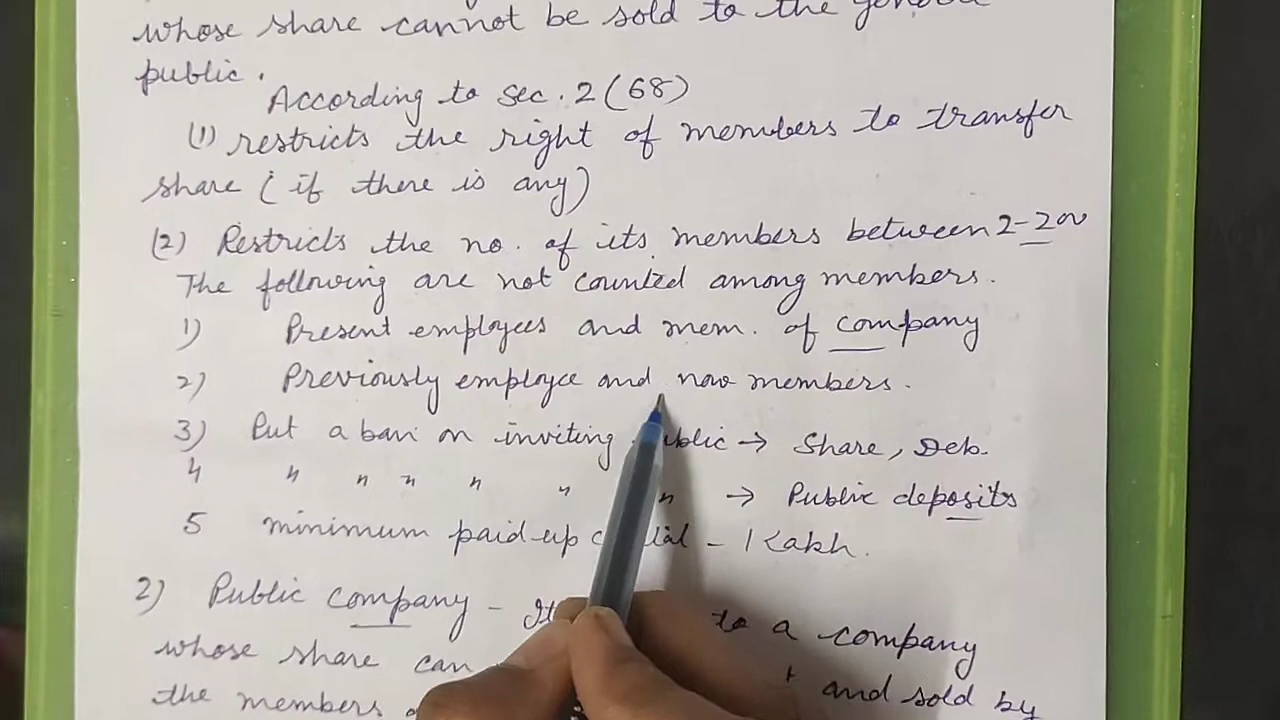 whose share cannot be sold to the general
public.
According to sec. 2 (68)
(1) restricts the right of members to transfer
share (if there is any)
(2) Restricts the no. of its members between 2-200
The following are not counted among members.
1) Present employees and mem. of company
2) Previously employee and now members.
3) Put a ban on inviting public → Share, Deb.
4 " " " " " " → Public deposits
5 minimum paid-up capital - 1 Lakh.
2) Public company - It to a company
whose share can and sold by
the members